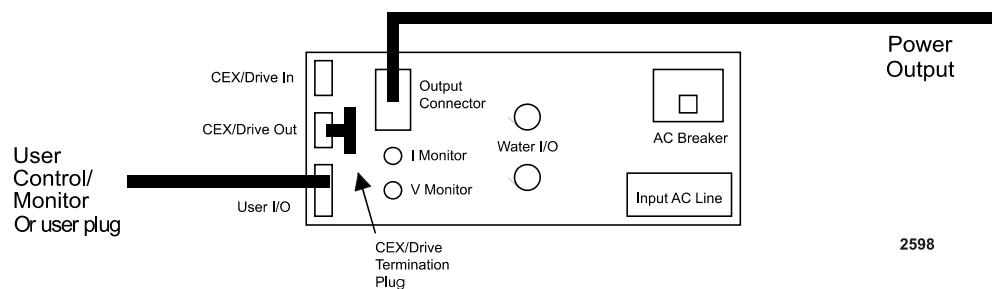 Power
Output
CEX/Drive In
Output
Connector
CEX/Drive Out
Water I/O
AC Breaker
I Monitor
User
Control/
Monitor
Or user plug
V Monitor
User I/O
Input AC Line
CEX/Drive
Termination
Plug
2598